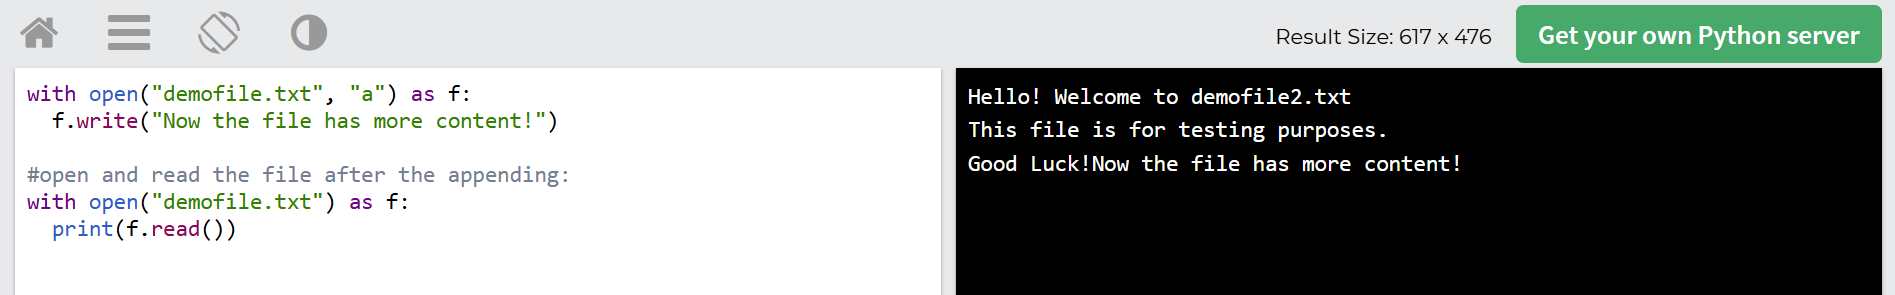 Result Size: 617 x 476
Get your own Python server
with open("demofile.txt", "a") as f:
  f.write("Now the file has more content!")

#open and read the file after the appending:
with open("demofile.txt") as f:
  print(f.read())
Hello! Welcome to demofile2.txt
This file is for testing purposes.
Good Luck!Now the file has more content!